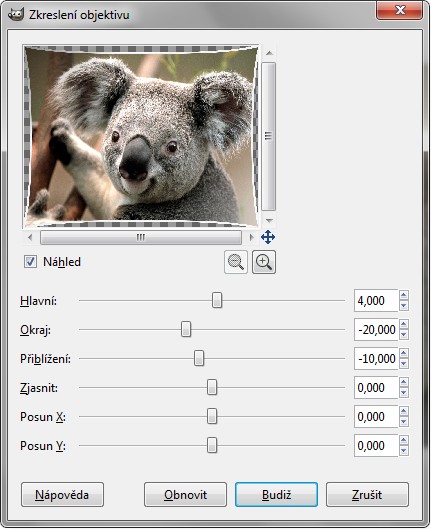 Zkreslení objektivu
Náhled
Hlavní: 4,000
Okraj: -20,000
Přiblížení: -10,000
Zjasnit: 0,000
Posun X: 0,000
Posun Y: 0,000
Nápověda Obnovit Budiž Zrušit